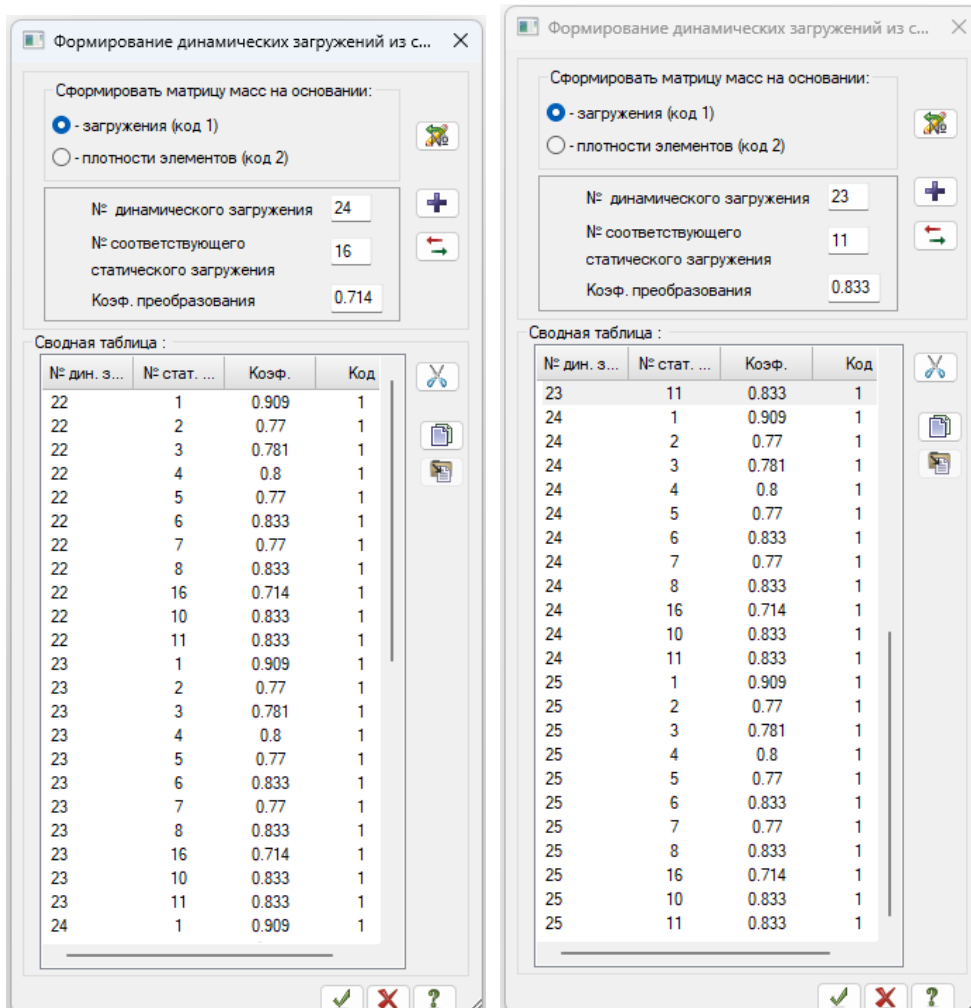 Формирование динамических загружений из с...
Сформировать матрицу масс на основании:
- загружения (код 1)
- плотности элементов (код 2)
№ динамического загружения 24
№ соответствующего
статического загружения 16
Коэф. преобразования 0.714
Сводная таблица :
№ дин. з... № стат. ... Коэф. Код
22 1 0.909 1
22 2 0.77 1
22 3 0.781 1
22 4 0.8 1
22 5 0.77 1
22 6 0.833 1
22 7 0.77 1
22 8 0.833 1
22 16 0.714 1
22 10 0.833 1
22 11 0.833 1
23 1 0.909 1
23 2 0.77 1
23 3 0.781 1
23 4 0.8 1
23 5 0.77 1
23 6 0.833 1
23 7 0.77 1
23 8 0.833 1
23 16 0.714 1
23 10 0.833 1
23 11 0.833 1
24 1 0.909 1
Формирование динамических загружений из с...
Сформировать матрицу масс на основании:
- загружения (код 1)
- плотности элементов (код 2)
№ динамического загружения 23
№ соответствующего
статического загружения 11
Коэф. преобразования 0.833
Сводная таблица :
№ дин. з... № стат. ... Коэф. Код
23 11 0.833 1
24 1 0.909 1
24 2 0.77 1
24 3 0.781 1
24 4 0.8 1
24 5 0.77 1
24 6 0.833 1
24 7 0.77 1
24 8 0.833 1
24 16 0.714 1
24 10 0.833 1
24 11 0.833 1
25 1 0.909 1
25 2 0.77 1
25 3 0.781 1
25 4 0.8 1
25 5 0.77 1
25 6 0.833 1
25 7 0.77 1
25 8 0.833 1
25 16 0.714 1
25 10 0.833 1
25 11 0.833 1